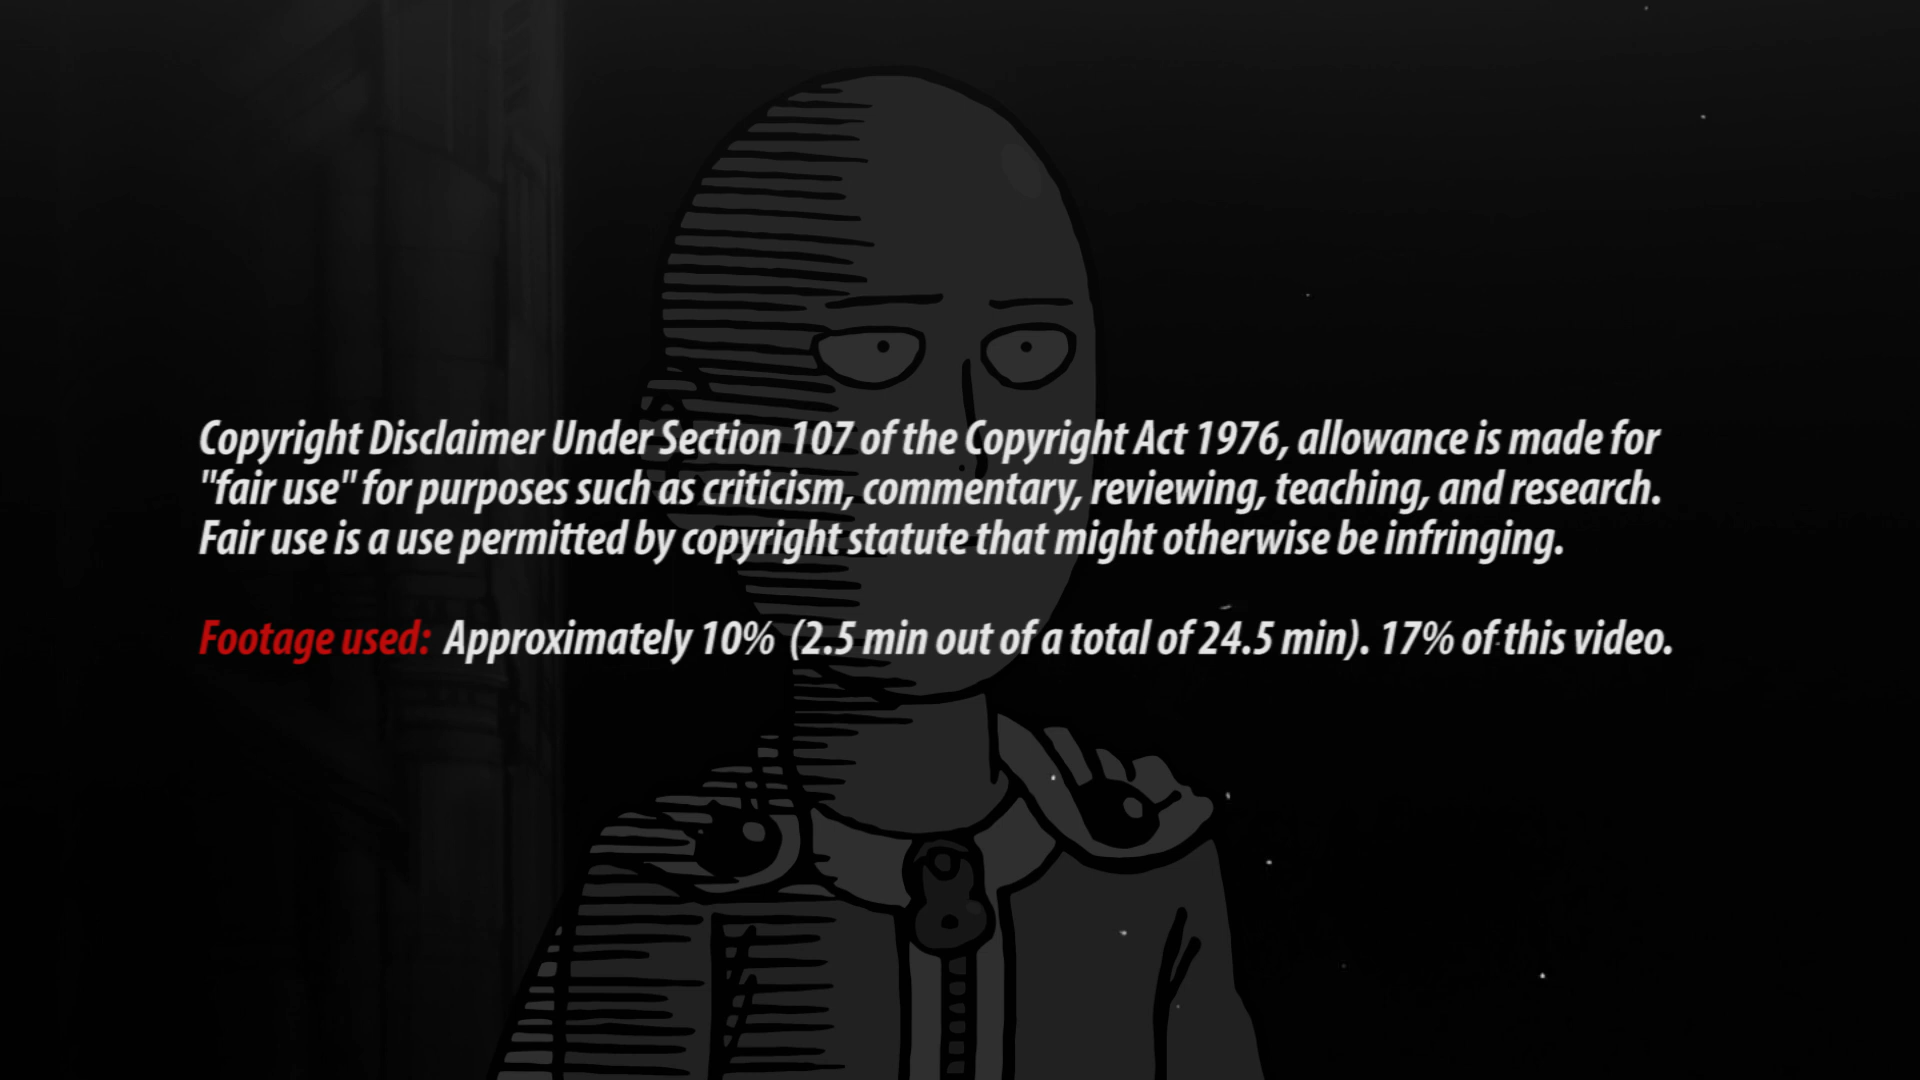 Copyright Disclaimer Under Section 107 of the Copyright Act 1976, allowance is made for
"fair use" for purposes such as criticism, commentary, reviewing, teaching, and research.
Fair use is a use permitted by copyright statute that might otherwise be infringing.
Footage used: Approximately 10% (2.5 min out of a total of 24.5 min). 17% of this video.